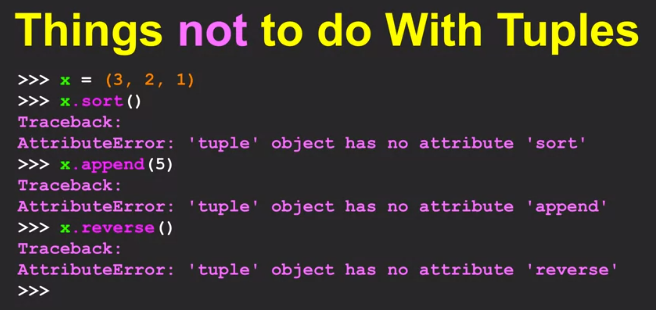 Things not to do With Tuples
>>> x = (3, 2, 1)
>>> x.sort()
Traceback:
AttributeError: 'tuple' object has no attribute 'sort'
>>> x.append(5)
Traceback:
AttributeError: 'tuple' object has no attribute 'append'
>>> x.reverse()
Traceback:
AttributeError: 'tuple' object has no attribute 'reverse'
>>>